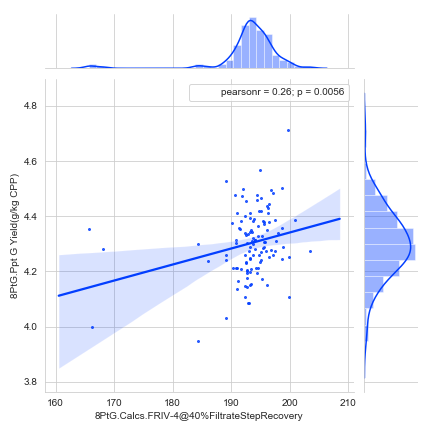 pearsonr = 0.26; p = 0.0056
8PtG.Ppt G Yield(g/kg CPP)
4.8
4.6
4.4
4.2
4.0
3.8
160 170 180 190 200 210
8PtG.Calcs.FRIV-4@40%FiltrateStepRecovery